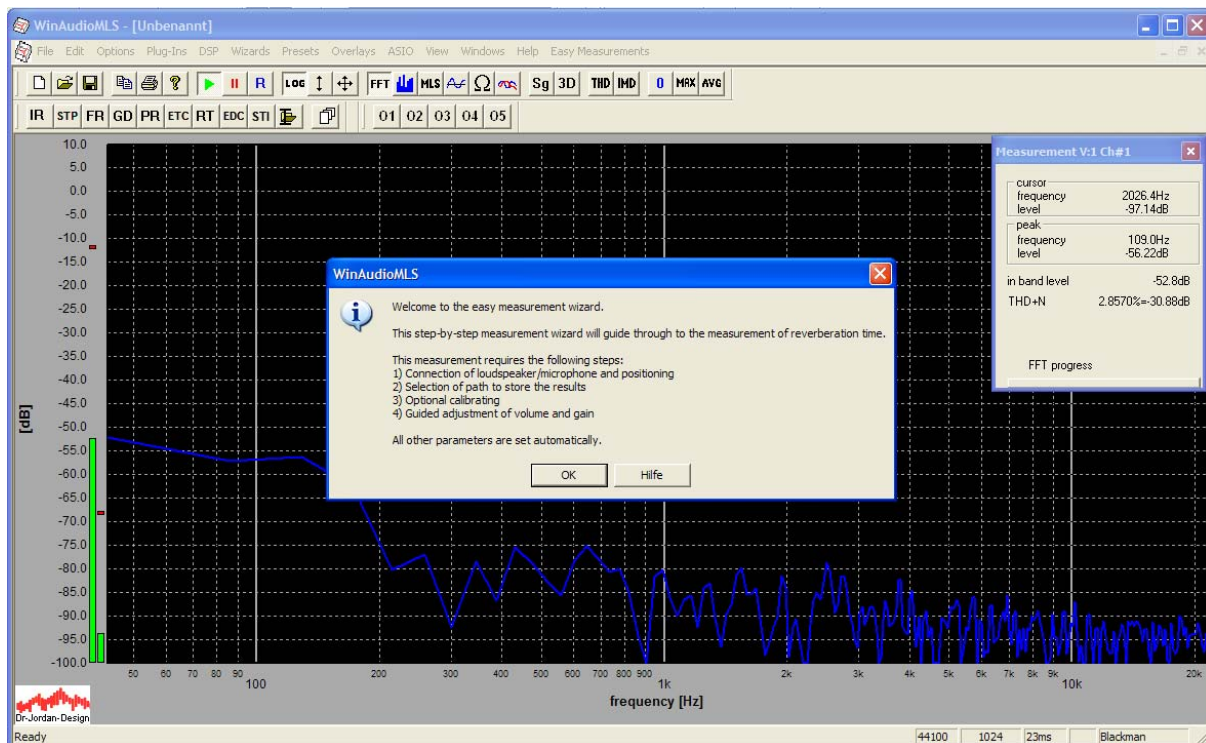 WinAudioMLS - [Unbenannt]
File Edit Options Plug-Ins DSP Wizards Presets Overlays ASIO View Windows Help Easy Measurements
R LOG FFT MLS Ω Sg 3D THD IMD 0 MAX AVG
IR STP FR GD PR ETC RT EDC STI O1 O2 O3 O4 O5
10.0
5.0
0.0
-5.0
-10.0
-15.0
-20.0
-25.0
-30.0
-35.0
-40.0
-45.0
-50.0
-55.0
-60.0
-65.0
-70.0
-75.0
-80.0
-85.0
-90.0
-95.0
-100.0
[dB]
Measurement V:1 Ch#1
cursor
frequency 2026.4Hz
level -97.14dB
peak
frequency 109.0Hz
level -56.22dB
in band level -52.8dB
THD+N 2.8570%=-30.88dB
FFT progress
WinAudioMLS
Welcome to the easy measurement wizard.
This step-by-step measurement wizard will guide through to the measurement of reverberation time.
This measurement requires the following steps:
1) Connection of loudspeaker/microphone and positioning
2) Selection of path to store the results
3) Optional calibrating
4) Guided adjustment of volume and gain
All other parameters are set automatically.
OK Hilfe
50 60 70 80 90 100 200 300 400 500 600 700 800 900 1k 2k 3k 4k 5k 6k 7k 8k 9k 10k 20k
frequency [Hz]
Dr-Jordan-Design
Ready 44100 1024 23ms Blackman